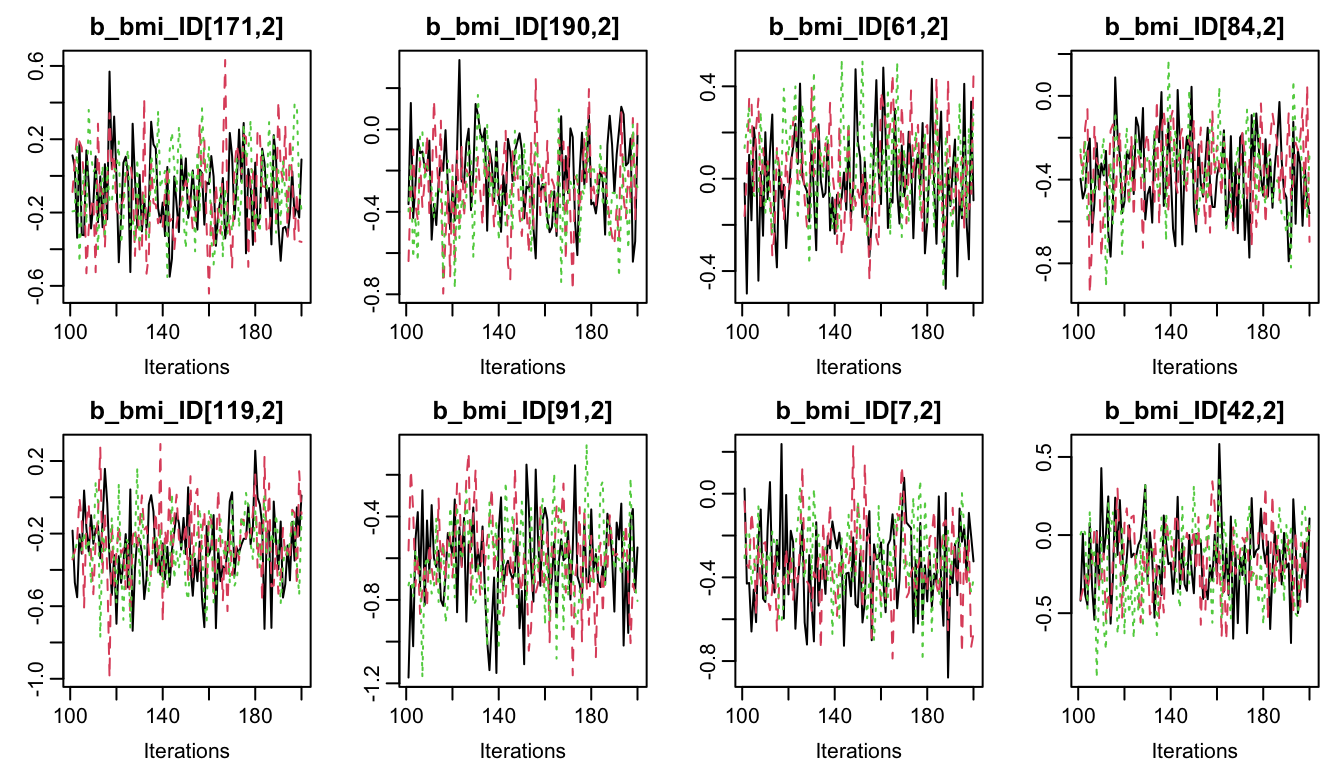 b_bmi_ID[171,2] b_bmi_ID[190,2] b_bmi_ID[61,2] b_bmi_ID[84,2]
0.6 0.2 -0.2 -0.6
0.0 -0.4 -0.8
0.4 0.0 -0.4
0.0 -0.4 -0.8
100 140 180 100 140 180 100 140 180 100 140 180
Iterations Iterations Iterations Iterations
b_bmi_ID[119,2] b_bmi_ID[91,2] b_bmi_ID[7,2] b_bmi_ID[42,2]
0.2 -0.2 -0.6 -1.0
-0.4 -0.8 -1.2
0.0 -0.4 -0.8
0.5 0.0 -0.5
100 140 180 100 140 180 100 140 180 100 140 180
Iterations Iterations Iterations Iterations